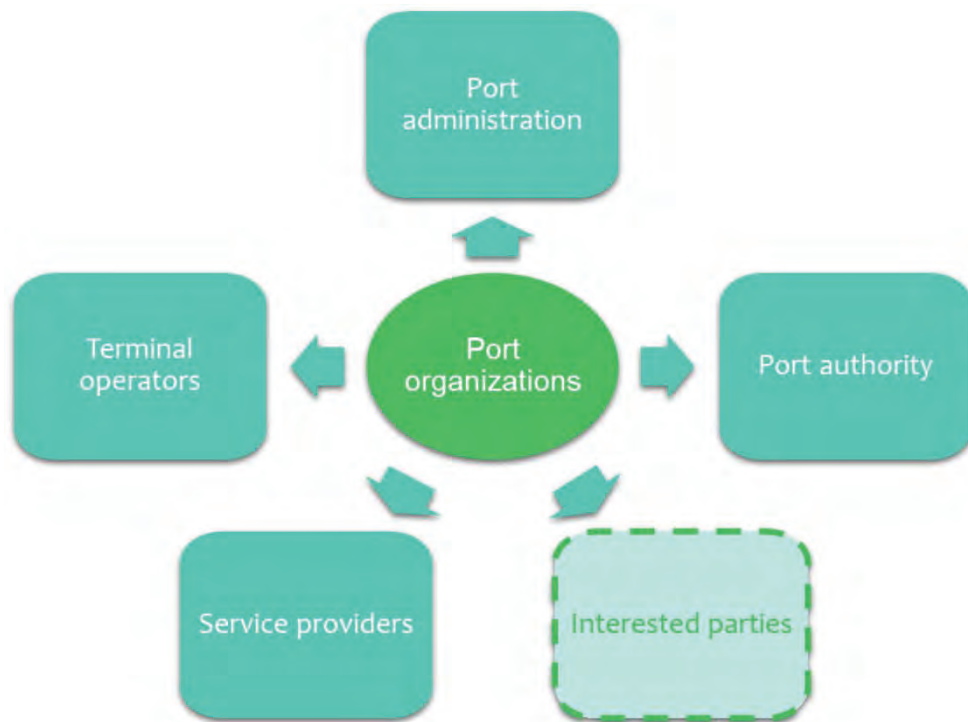 Port
administration
Terminal
operators
Port
organizations
Port authority
Service providers
Interested parties